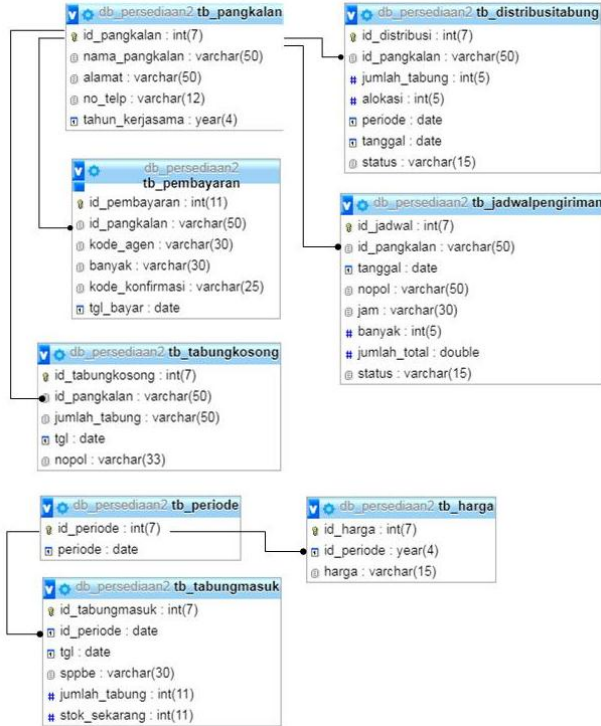 db_persediaan2 tb_pangkalan
id_pangkalan : int(7)
nama_pangkalan : varchar(50)
alamat : varchar(50)
no_telp : varchar(12)
tahun_kerjasama : year(4)
db_persediaan2 tb_distribusitabung
id_distribusi : int(7)
id_pangkalan : varchar(50)
jumlah_tabung : int(5)
alokasi : int(5)
periode : date
tanggal : date
status : varchar(15)
db_persediaan2
tb_pembayaran
id_pembayaran : int(11)
id_pangkalan : varchar(50)
kode_agen : varchar(30)
banyak : varchar(30)
kode_konfirmasi : varchar(25)
tgl_bayar : date
db_persediaan2 tb_jadwalpengiriman
id_jadwal : int(7)
id_pangkalan : varchar(50)
tanggal : date
nopol : varchar(50)
jam : varchar(30)
banyak : int(5)
jumlah_total : double
status : varchar(15)
db_persediaan2 tb_tabungkosong
id_tabungkosong : int(7)
id_pangkalan : varchar(50)
jumlah_tabung : varchar(50)
tgl : date
nopol : varchar(33)
db_persediaan2 tb_periode
id_periode : int(7)
periode : date
db_persediaan2 tb_harga
id_harga : int(7)
id_periode : year(4)
harga : varchar(15)
db_persediaan2 tb_tabungmasuk
id_tabungmasuk : int(7)
id_periode : date
tgl : date
sppbe : varchar(30)
jumlah_tabung : int(11)
stok_sekarang : int(11)